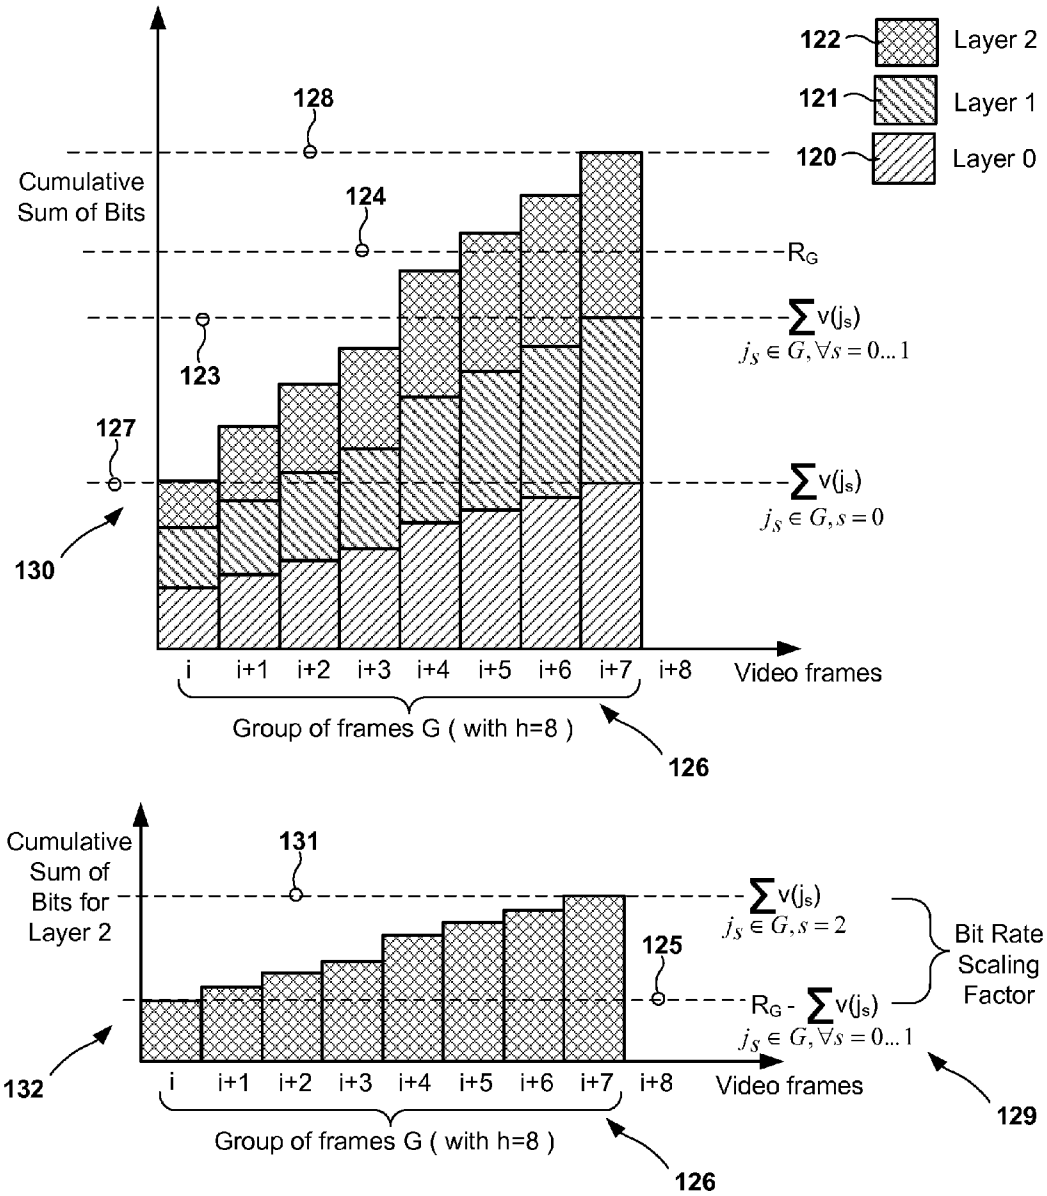 122 Layer 2
121 Layer 1
120 Layer 0
128
Cumulative
Sum of Bits
124
R_G
123
∑ v(j_s)
j_s ∈ G, ∀s = 0...1
127
∑ v(j_s)
j_s ∈ G, s = 0
130
i i+1 i+2 i+3 i+4 i+5 i+6 i+7 i+8 Video frames
Group of frames G ( with h=8 )
126
Cumulative
Sum of
Bits for
Layer 2
131
∑ v(j_s)
j_s ∈ G, s = 2
125
Bit Rate
Scaling
Factor
R_G - ∑ v(j_s)
j_s ∈ G, ∀s = 0...1
132
i i+1 i+2 i+3 i+4 i+5 i+6 i+7 i+8 Video frames
129
Group of frames G ( with h=8 )
126